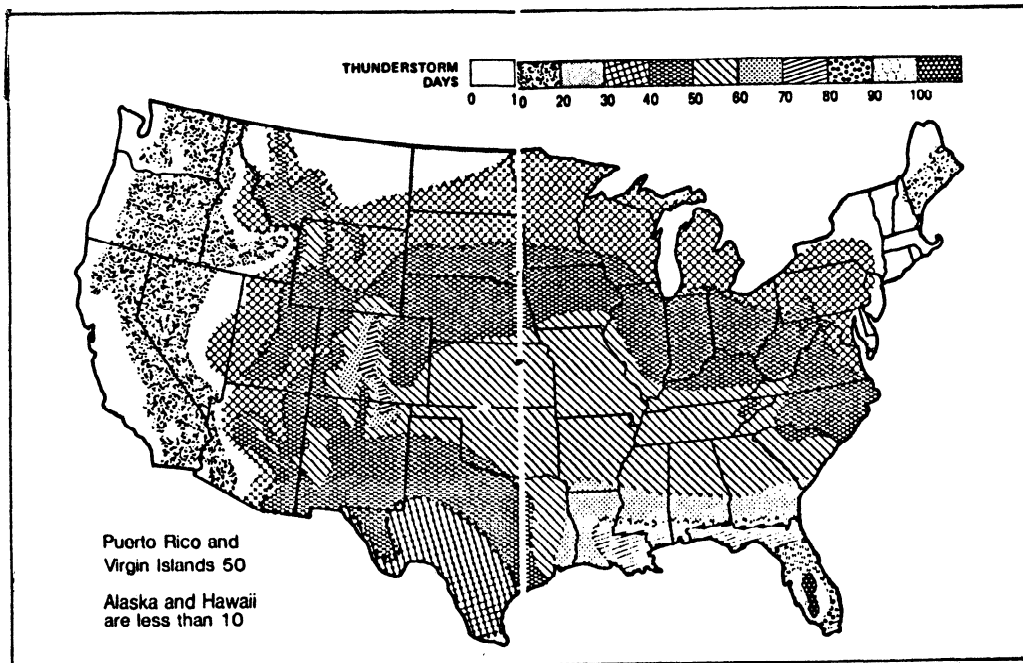 THUNDERSTORM
DAYS
0 10 20 30 40 50 60 70 80 90 100
Puerto Rico and
Virgin Islands 50
Alaska and Hawaii
are less than 10